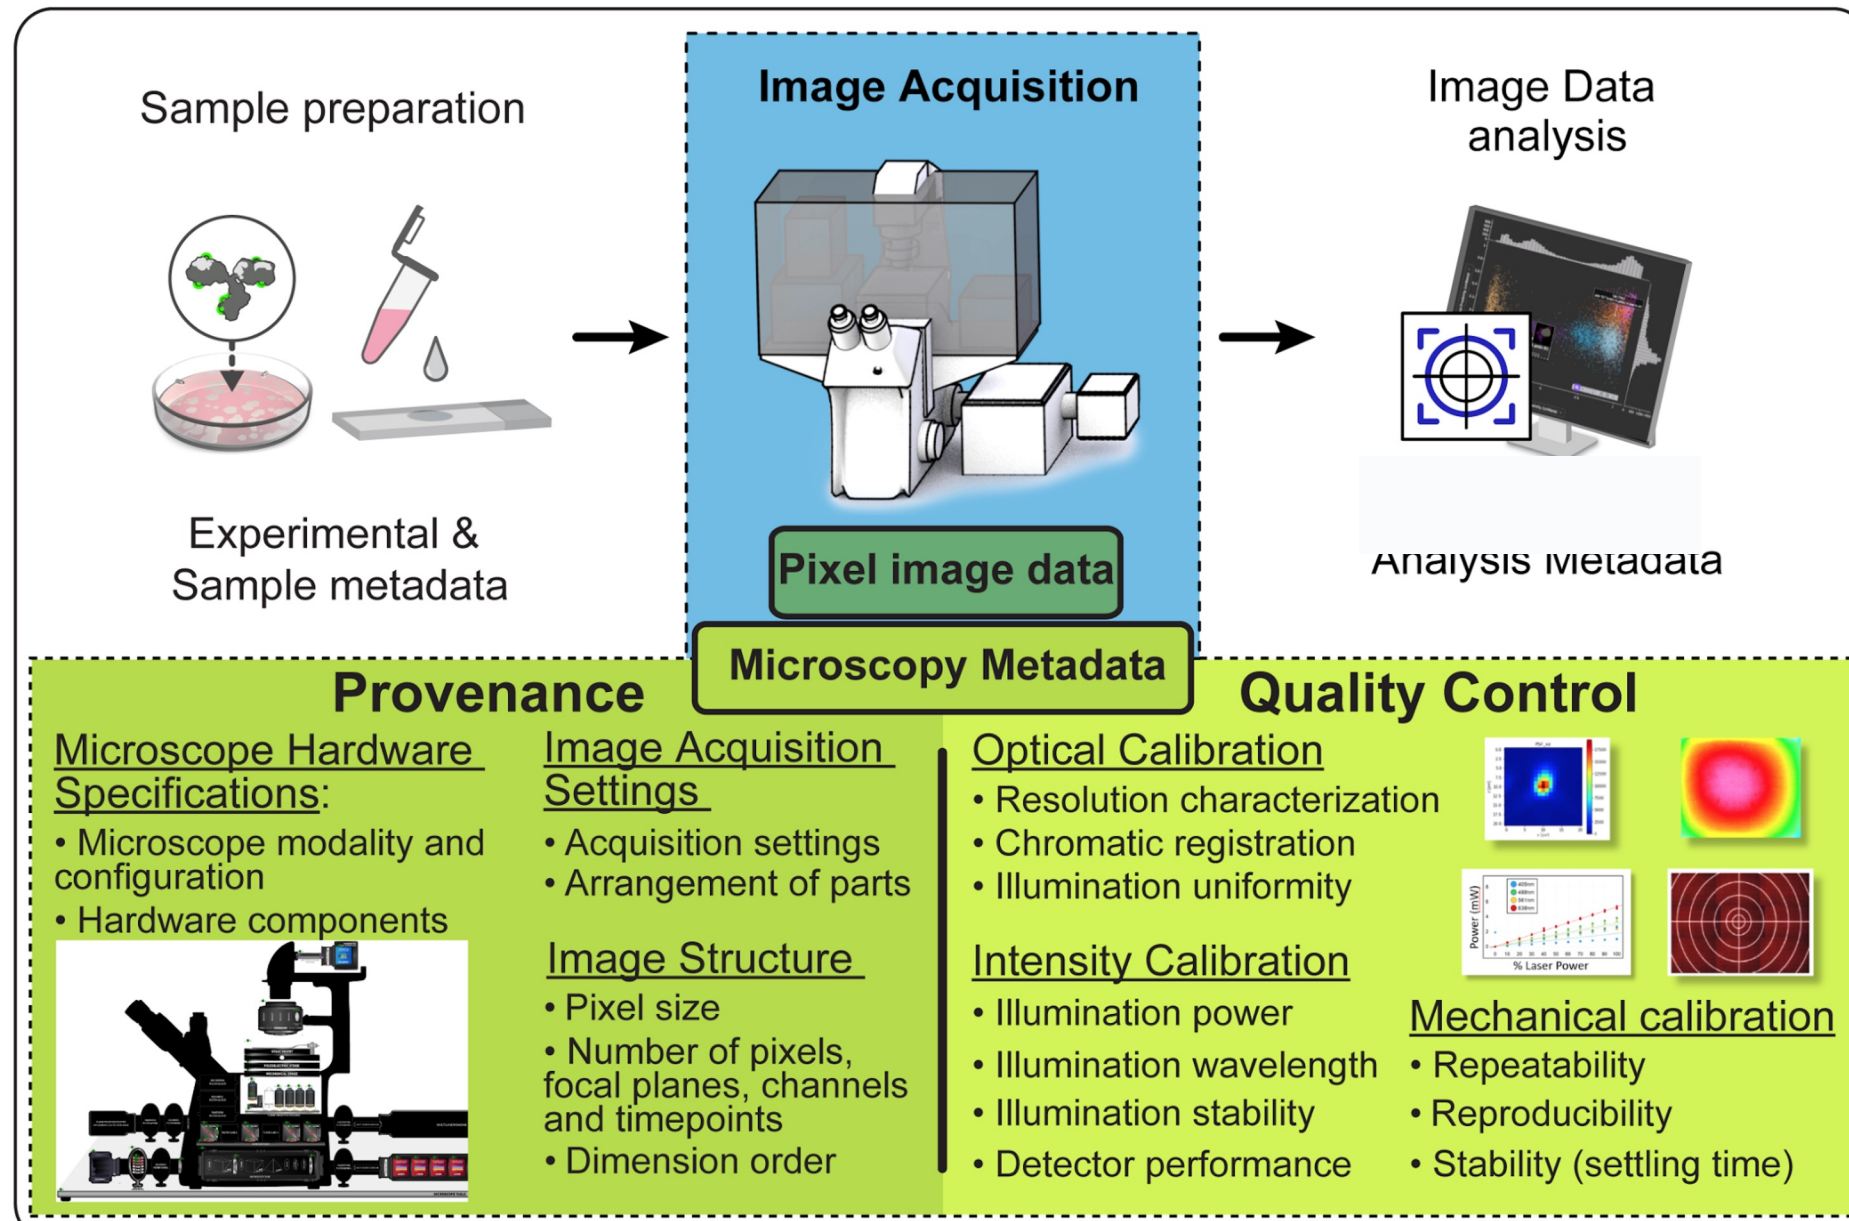 Sample preparation
Image Acquisition
Image Data
analysis
Experimental &
Sample metadata
Pixel image data
Analysis Metadata
Microscopy Metadata
Provenance
Quality Control
Microscope Hardware
Specifications:
• Microscope modality and
configuration
• Hardware components
Image Acquisition
Settings
• Acquisition settings
• Arrangement of parts
Image Structure
• Pixel size
• Number of pixels,
focal planes, channels
and timepoints
• Dimension order
Optical Calibration
• Resolution characterization
• Chromatic registration
• Illumination uniformity
Intensity Calibration
• Illumination power
• Illumination wavelength
• Illumination stability
• Detector performance
Power (mW)
% Laser Power
Mechanical calibration
• Repeatability
• Reproducibility
• Stability (settling time)